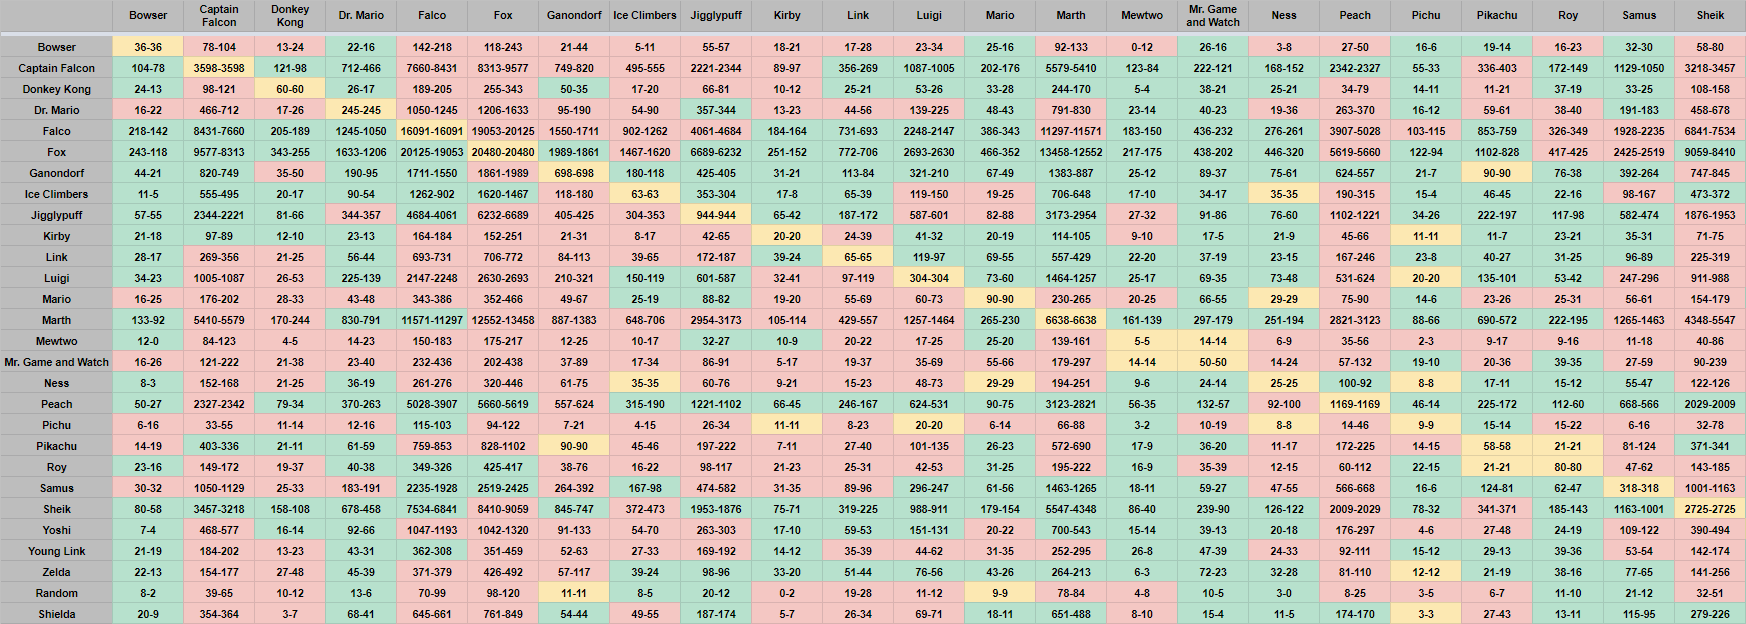 Bowser Captain Falcon Donkey Kong Dr. Mario Falco Fox Ganondorf Ice Climbers Jigglypuff Kirby Link Luigi Mario Marth Mewtwo Mr. Game and Watch Ness Peach Pichu Pikachu Roy Samus Sheik
Bowser 36-36 78-104 13-24 22-16 142-218 118-243 21-44 5-11 55-57 18-21 17-28 23-34 25-16 92-133 0-12 26-16 3-8 27-50 16-6 19-14 16-23 32-30 58-80
Captain Falcon 104-78 3598-3598 121-98 712-466 7660-8431 8313-9577 749-820 495-555 2221-2344 89-97 356-269 1087-1005 202-176 5579-5410 123-84 222-121 168-152 2342-2327 55-33 336-403 172-149 1129-1050 3218-3457
Donkey Kong 24-13 98-121 60-60 26-17 189-205 255-343 50-35 17-20 66-81 10-12 25-21 53-26 33-28 244-170 5-4 38-21 25-21 34-79 14-11 11-21 37-19 33-25 108-158
Dr. Mario 16-22 466-712 17-26 245-245 1050-1245 1206-1633 95-190 54-90 357-344 13-23 44-56 139-225 48-43 791-830 23-14 40-23 19-36 263-370 16-12 59-61 38-40 191-183 458-678
Falco 218-142 8431-7660 205-189 1245-1050 16091-16091 19053-20125 1550-1711 902-1262 4061-4684 184-164 731-693 2248-2147 386-343 11297-11571 183-150 436-232 276-261 3907-5028 103-115 853-759 326-349 1928-2235 6841-7534
Fox 243-118 9577-8313 343-255 1633-1206 20125-19053 20480-20480 1989-1861 1467-1620 6689-6232 251-152 772-706 2693-2630 466-352 13458-12552 217-175 438-202 446-320 5619-5660 122-94 1102-828 417-425 2425-2519 9059-8410
Ganondorf 44-21 820-749 35-50 190-95 1711-1550 1861-1989 698-698 180-118 425-405 31-21 113-84 321-210 67-49 1383-887 25-12 89-37 75-61 624-557 21-7 90-90 76-38 392-264 747-845
Ice Climbers 11-5 555-495 20-17 90-54 1262-902 1620-1467 118-180 63-63 353-304 17-8 65-39 119-150 19-25 706-648 17-10 34-17 35-35 190-315 15-4 46-45 22-16 98-167 473-372
Jigglypuff 57-55 2344-2221 81-66 344-357 4684-4061 6232-6689 405-425 304-353 944-944 65-42 187-172 587-601 82-88 3173-2954 27-32 91-86 76-60 1102-1221 34-26 222-197 117-98 582-474 1876-1953
Kirby 21-18 97-89 12-10 23-13 164-184 152-251 21-31 8-17 42-65 20-20 24-39 41-32 20-19 114-105 9-10 17-5 21-9 45-66 11-11 11-7 23-21 35-31 71-75
Link 28-17 269-356 21-25 56-44 693-731 706-772 84-113 39-65 172-187 39-24 65-65 119-97 69-55 557-429 22-20 37-19 23-15 167-246 23-8 40-27 31-25 96-89 225-319
Luigi 34-23 1005-1087 26-53 225-139 2147-2248 2630-2693 210-321 150-119 601-587 32-41 97-119 304-304 73-60 1464-1257 25-17 69-35 73-48 531-624 20-20 135-101 53-42 247-296 911-988
Mario 16-25 176-202 28-33 43-48 343-386 352-466 49-67 25-19 88-82 19-20 55-69 60-73 90-90 230-265 20-25 66-55 29-29 75-90 14-6 23-26 25-31 56-61 154-179
Marth 133-92 5410-5579 170-244 830-791 11571-11297 12552-13458 887-1383 648-706 2954-3173 105-114 429-557 1257-1464 265-230 6638-6638 161-139 297-179 251-194 2821-3123 88-66 690-572 222-195 1265-1463 4348-5547
Mewtwo 12-0 84-123 4-5 14-23 150-183 175-217 12-25 10-17 32-27 10-9 20-22 17-25 25-20 139-161 5-5 14-14 6-9 35-56 2-3 9-17 9-16 11-18 40-86
Mr. Game and Watch 16-26 121-222 21-38 23-40 232-436 202-438 37-89 17-34 86-91 5-17 19-37 35-69 55-66 179-297 14-14 50-50 14-24 57-132 19-10 20-36 39-35 27-59 90-239
Ness 8-3 152-168 21-25 36-19 261-276 320-446 61-75 35-35 60-76 9-21 15-23 48-73 29-29 194-251 9-6 24-14 25-25 100-92 8-8 17-11 15-12 55-47 122-126
Peach 50-27 2327-2342 79-34 370-263 5028-3907 5660-5619 557-624 315-190 1221-1102 66-45 246-167 624-531 90-75 3123-2821 56-35 132-57 92-100 1169-1169 46-14 225-172 112-60 668-566 2029-2009
Pichu 6-16 33-55 11-14 12-16 115-103 94-122 7-21 4-15 26-34 11-11 8-23 20-20 6-14 66-88 3-2 10-19 8-8 14-46 9-9 15-14 15-22 6-16 32-78
Pikachu 14-19 403-336 21-11 61-59 759-853 828-1102 90-90 45-46 197-222 7-11 27-40 101-135 26-23 572-690 17-9 36-20 11-17 172-225 14-15 58-58 21-21 81-124 371-341
Roy 23-16 149-172 19-37 40-38 349-326 425-417 38-76 16-22 98-117 21-23 25-31 42-53 31-25 195-222 16-9 35-39 12-15 60-112 22-15 21-21 80-80 47-62 143-185
Samus 30-32 1050-1129 25-33 183-191 2235-1928 2519-2425 264-392 167-98 474-582 31-35 89-96 296-247 61-56 1463-1265 18-11 59-27 47-55 566-668 16-6 124-81 62-47 318-318 1001-1163
Sheik 80-58 3457-3218 158-108 678-458 7534-6841 8410-9059 845-747 372-473 1953-1876 75-71 319-225 988-911 179-154 5547-4348 86-40 239-90 126-122 2009-2029 78-32 341-371 185-143 1163-1001 2725-2725
Yoshi 7-4 468-577 16-14 92-66 1047-1193 1042-1320 91-133 54-70 263-303 17-10 59-53 151-131 20-22 700-543 15-14 39-13 20-18 176-297 4-6 27-48 24-19 109-122 390-494
Young Link 21-19 184-202 13-23 43-31 362-308 351-459 52-63 27-33 169-192 14-12 35-39 44-62 31-35 252-295 26-8 47-39 24-33 92-111 15-12 29-13 39-36 53-54 142-174
Zelda 22-13 154-177 27-48 45-39 371-379 426-492 57-117 39-24 98-96 33-20 51-44 76-56 43-26 264-213 6-3 72-23 32-28 81-110 12-12 21-19 38-16 77-65 141-256
Random 8-2 39-65 10-12 13-6 70-99 98-120 11-11 8-5 20-12 0-2 19-28 11-12 9-9 78-84 4-8 10-5 3-0 8-25 3-5 6-7 11-10 21-12 32-51
Shielda 20-9 354-364 3-7 68-41 645-661 761-849 54-44 49-55 187-174 5-7 26-34 69-71 18-11 651-488 8-10 15-4 11-5 174-170 3-3 27-43 13-11 115-95 279-226